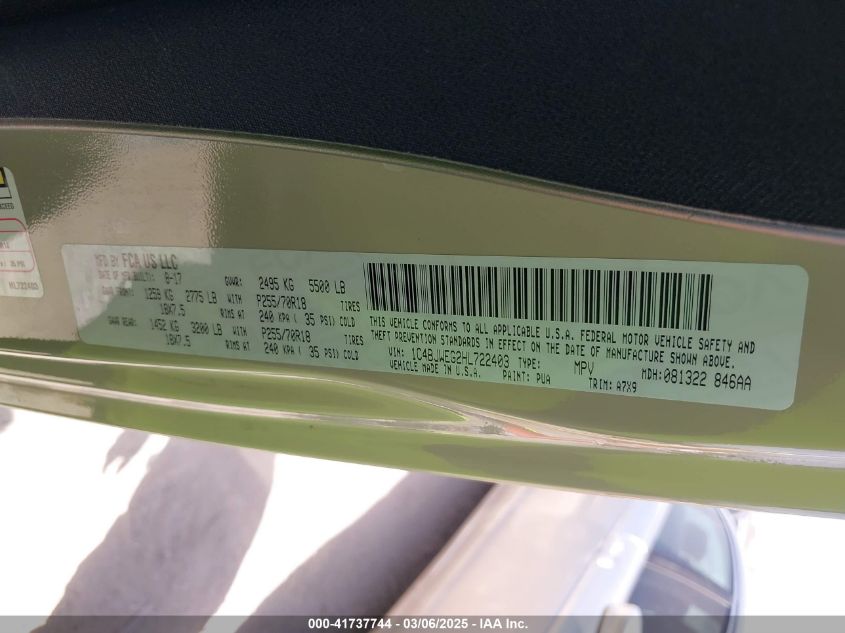 MFD BY FCA US LLC
DATE OF MFR(BUILT): 8-17 GVWR: 2495 KG 5500 LB
GAWR FRONT: 1258 KG 2775 LB WITH P255/70R18 TIRES
18X7.5 RIMS AT 240 KPA ( 35 PSI) COLD
GAWR REAR: 1452 KG 3200 LB WITH P255/70R18 TIRES
18X7.5 RIMS AT 240 KPA ( 35 PSI) COLD
THIS VEHICLE CONFORMS TO ALL APPLICABLE U.S.A. FEDERAL MOTOR VEHICLE SAFETY AND
THEFT PREVENTION STANDARDS IN EFFECT ON THE DATE OF MANUFACTURE SHOWN ABOVE.
VIN: 1C4BJWEG2HL722403 TYPE: MPV MDH:081322 846AA
VEHICLE MADE IN U.S.A. PAINT: PUA TRIM: A7X9
HL722403
000-41737744 — 03/06/2025 — IAA Inc.